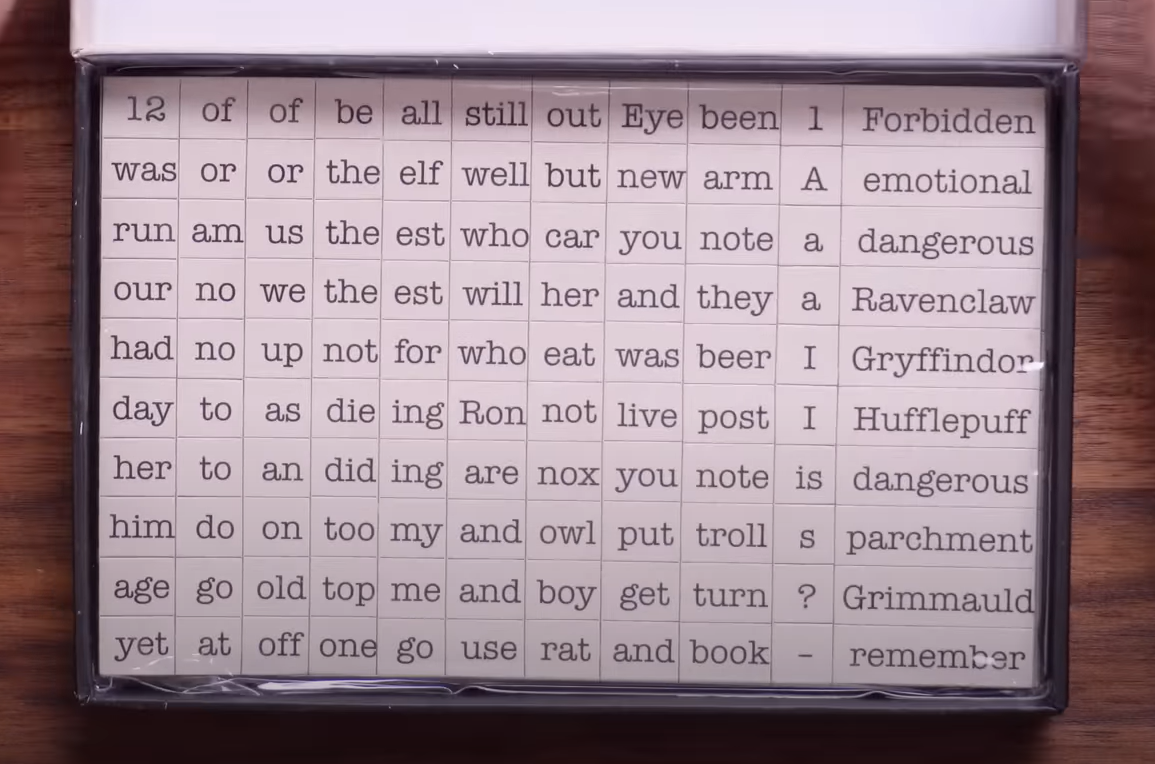 12 of of be all still out Eye been l Forbidden
was or or the elf well but new arm A emotional
run am us the est who car you note a dangerous
our no we the est will her and they a Ravenclaw
had no up not for who eat was beer I Gryffindor
day to as die ing Ron not live post I Hufflepuff
her to an did ing are nox you note is dangerous
him do on too my and owl put troll s parchment
age go old top me and boy get turn ? Grimmauld
yet at off one go use rat and book - remember